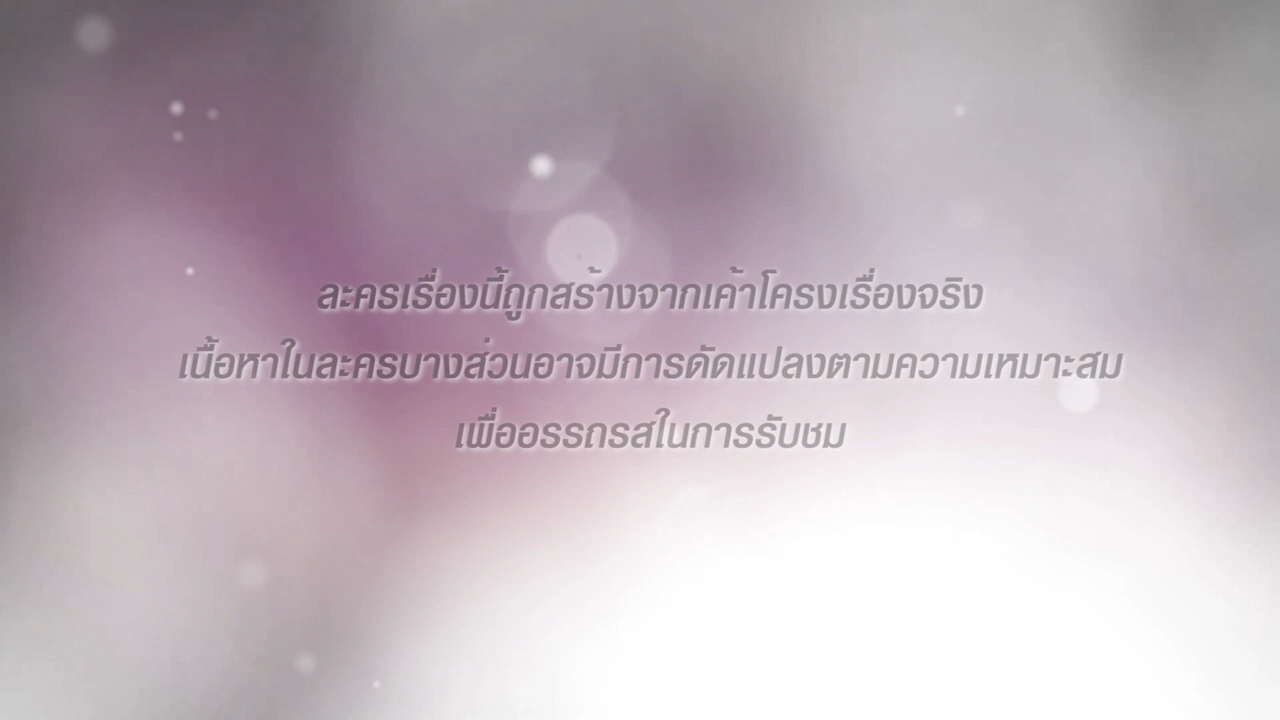 ละครเรื่องนี้ถูกสร้างจากเค้าโครงเรื่องจริง
เนื้อหาในละครบางส่วนอาจมีการดัดแปลงตามความเหมาะสม
เพื่ออรรถรสในการรับชม